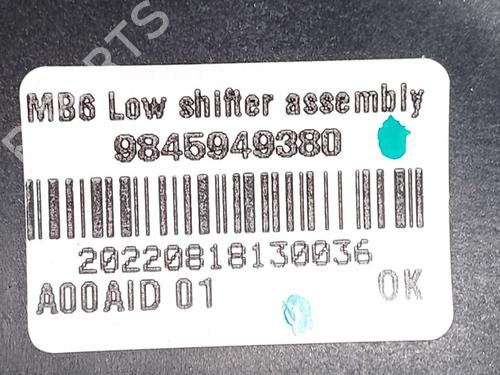 MB6 Low shifter assembly
9845949380
20220818130036
A00AID 01 OK